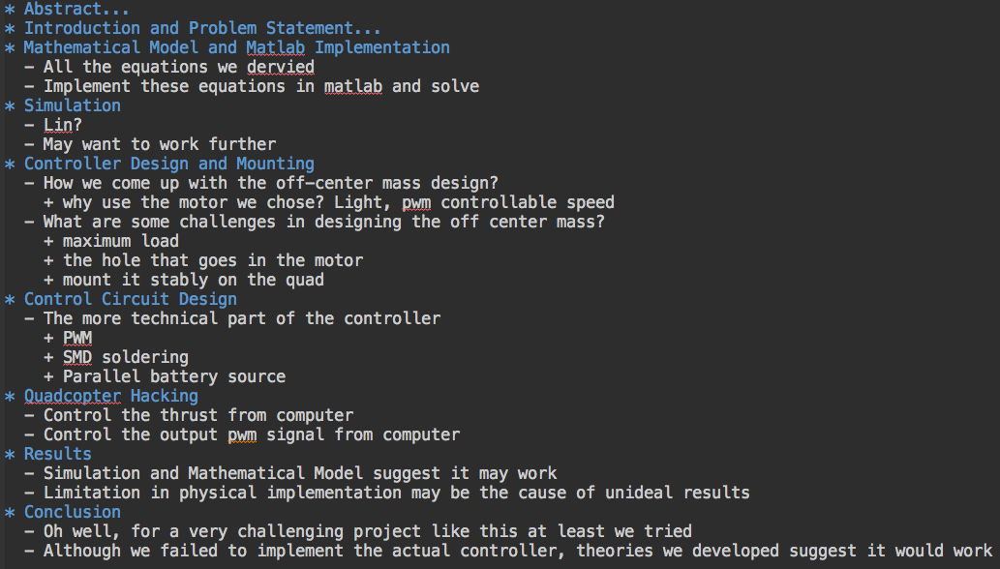 * Abstract...
* Introduction and Problem Statement...
* Mathematical Model and Matlab Implementation
- All the equations we dervied
- Implement these equations in matlab and solve
* Simulation
- Lin?
- May want to work further
* Controller Design and Mounting
- How we come up with the off-center mass design?
+ why use the motor we chose? Light, pwm controllable speed
- What are some challenges in designing the off center mass?
+ maximum load
+ the hole that goes in the motor
+ mount it stably on the quad
* Control Circuit Design
- The more technical part of the controller
+ PWM
+ SMD soldering
+ Parallel battery source
* Quadcopter Hacking
- Control the thrust from computer
- Control the output pwm signal from computer
* Results
- Simulation and Mathematical Model suggest it may work
- Limitation in physical implementation may be the cause of unideal results
* Conclusion
- Oh well, for a very challenging project like this at least we tried
- Although we failed to implement the actual controller, theories we developed suggest it would work